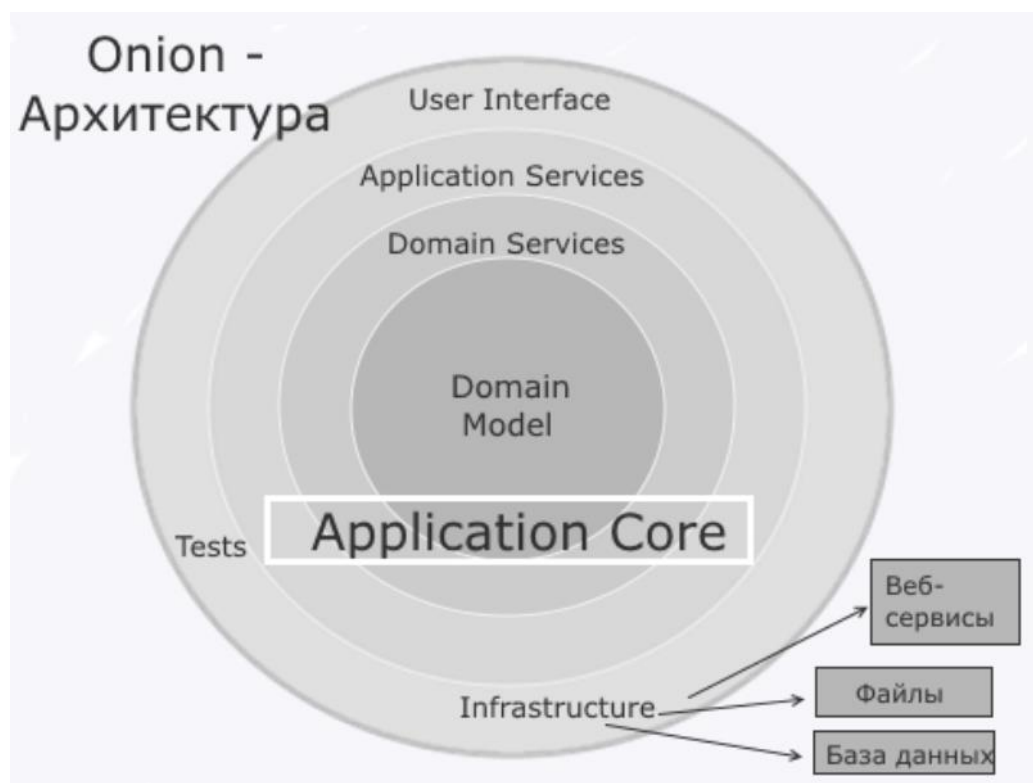 Onion -
Архитектура
User Interface
Application Services
Domain Services
Domain
Model
Application Core
Tests
Веб-
сервисы
Infrastructure
Файлы
База данных